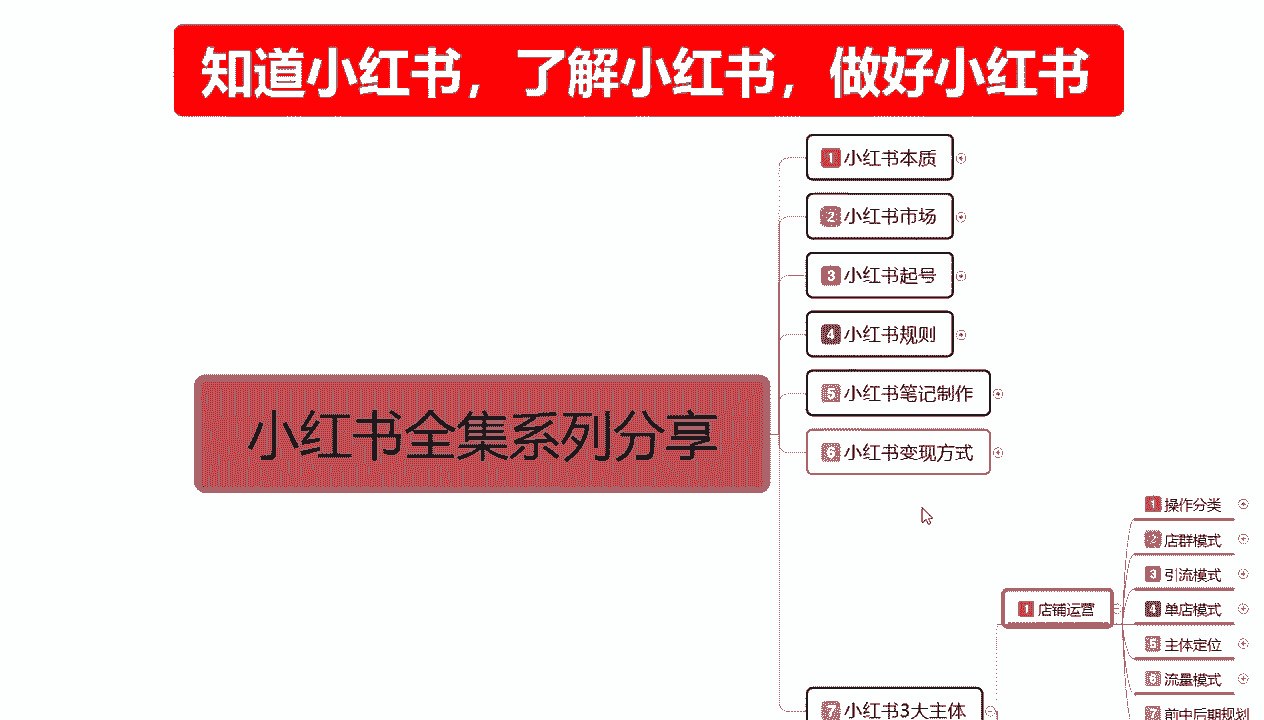 知道小红书，了解小红书，做好小红书
1 小红书本质
2 小红书市场
3 小红书起号
4 小红书规则
5 小红书笔记制作
6 小红书变现方式
小红书全集系列分享
1 操作分类
2 店群模式
3 引流模式
1 店铺运营
4 单店模式
5 主体定位
6 流量模式
7 小红书3大主体
7 前中后期规划